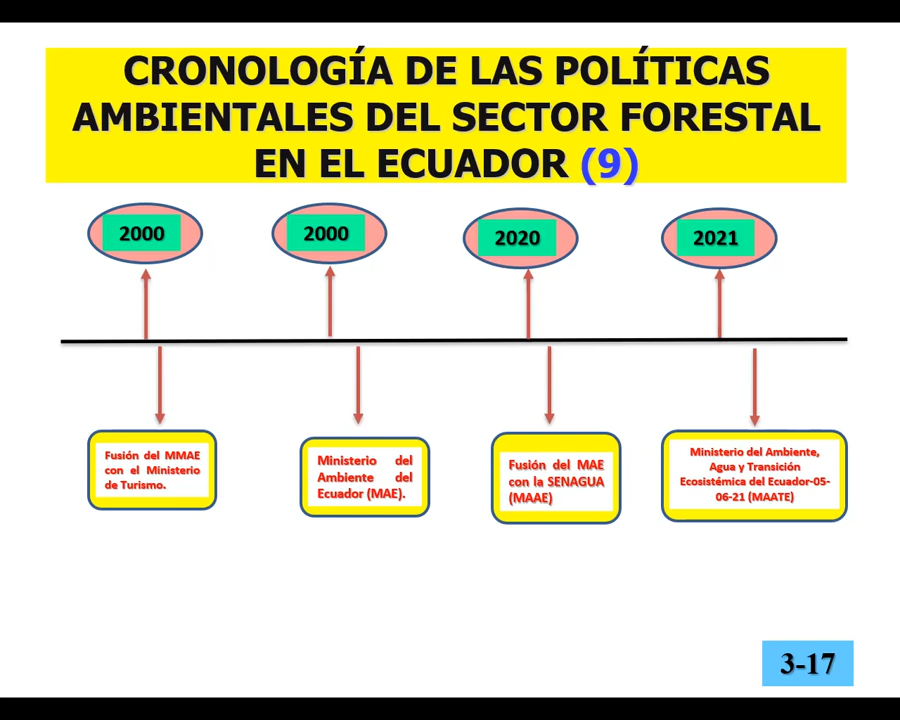 CRONOLOGÍA DE LAS POLÍTICAS
AMBIENTALES DEL SECTOR FORESTAL
EN EL ECUADOR (9)
2000
2000
2020
2021
Fusión del MMAE
con el Ministerio
de Turismo.
Ministerio del
Ambiente del
Ecuador (MAE).
Fusión del MAE
con la SENAGUA
(MAAE)
Ministerio del Ambiente,
Agua y Transición
Ecosistémica del Ecuador-05-
06-21 (MAATE)
3-17